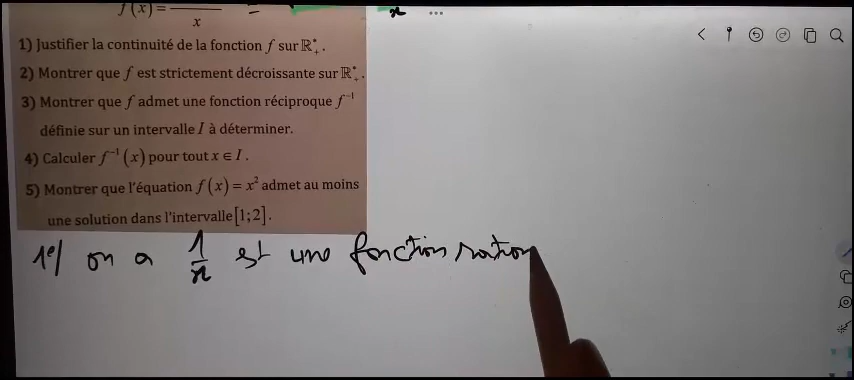 f(x)= x = x ...
1) Justifier la continuité de la fonction f sur ℝ*₊.
2) Montrer que f est strictement décroissante sur ℝ*₊.
3) Montrer que f admet une fonction réciproque f⁻¹
définie sur un intervalle I à déterminer.
4) Calculer f⁻¹(x) pour tout x ∈ I.
5) Montrer que l'équation f(x) = x² admet au moins
une solution dans l'intervalle [1;2].
1°/ on a 1/x est une fonction ration